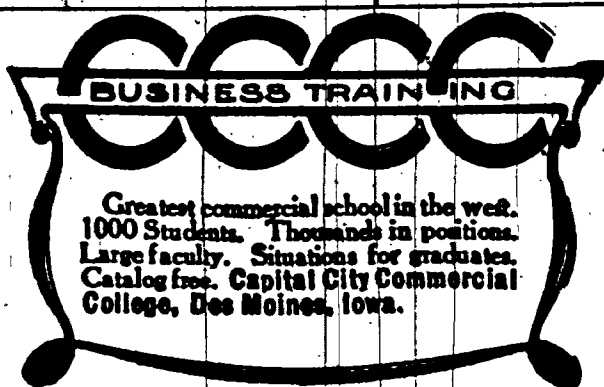 CCCC
BUSINESS TRAINING
Greatest commercial school in the west.
1000 Students. Thousands in positions.
Large faculty. Situations for graduates.
Catalog free. Capital City Commercial
College, Des Moines, Iowa.